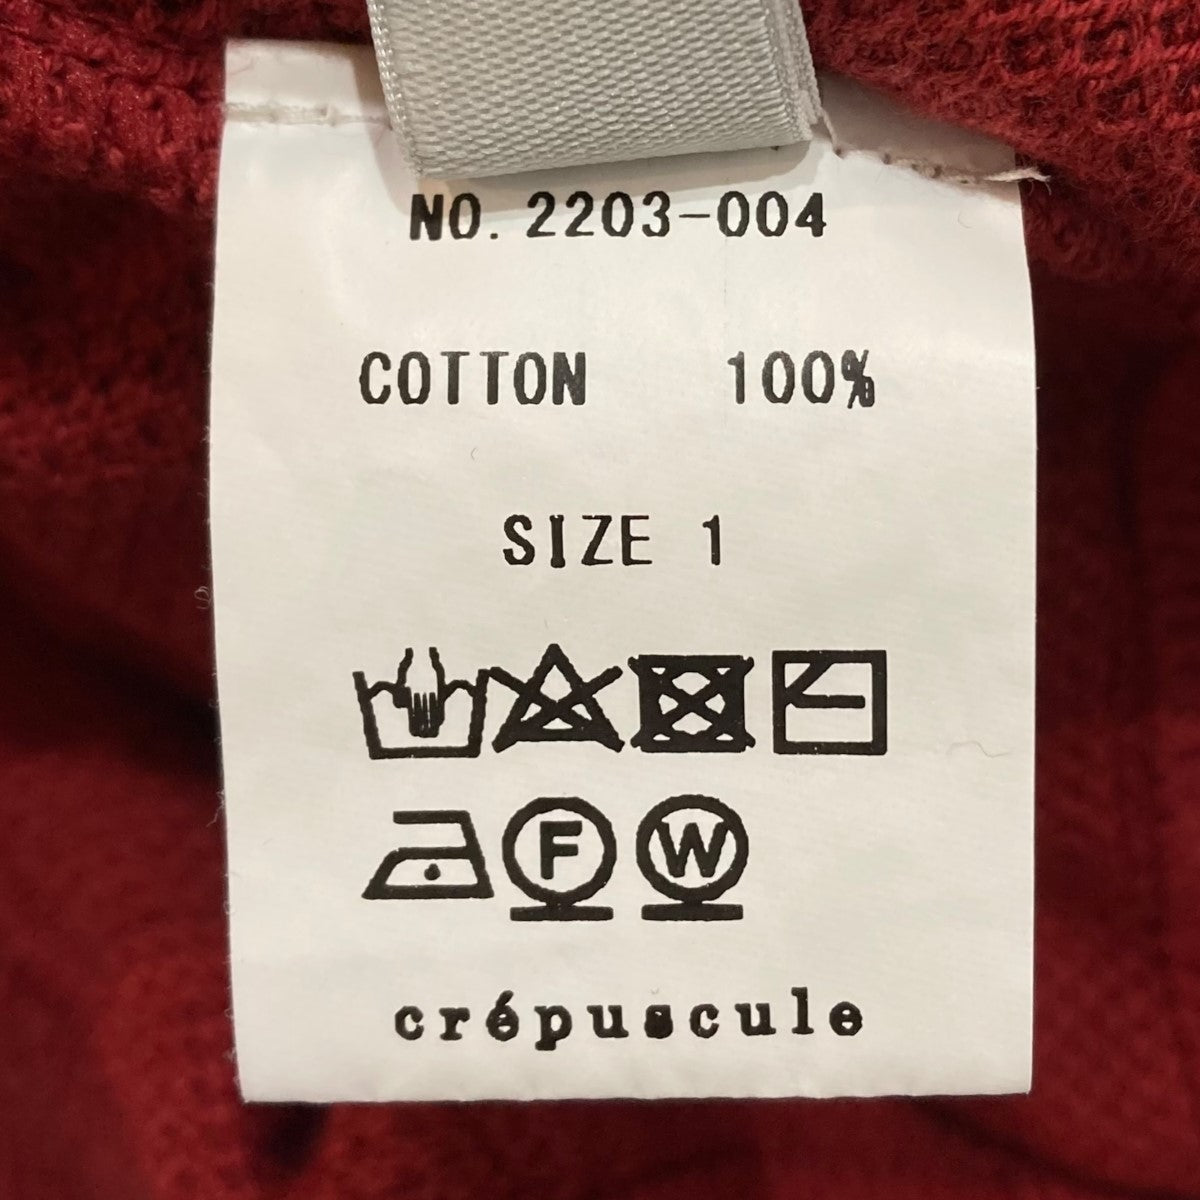 NO. 2203-004
COTTON 100%
SIZE 1
F W
crépuscule